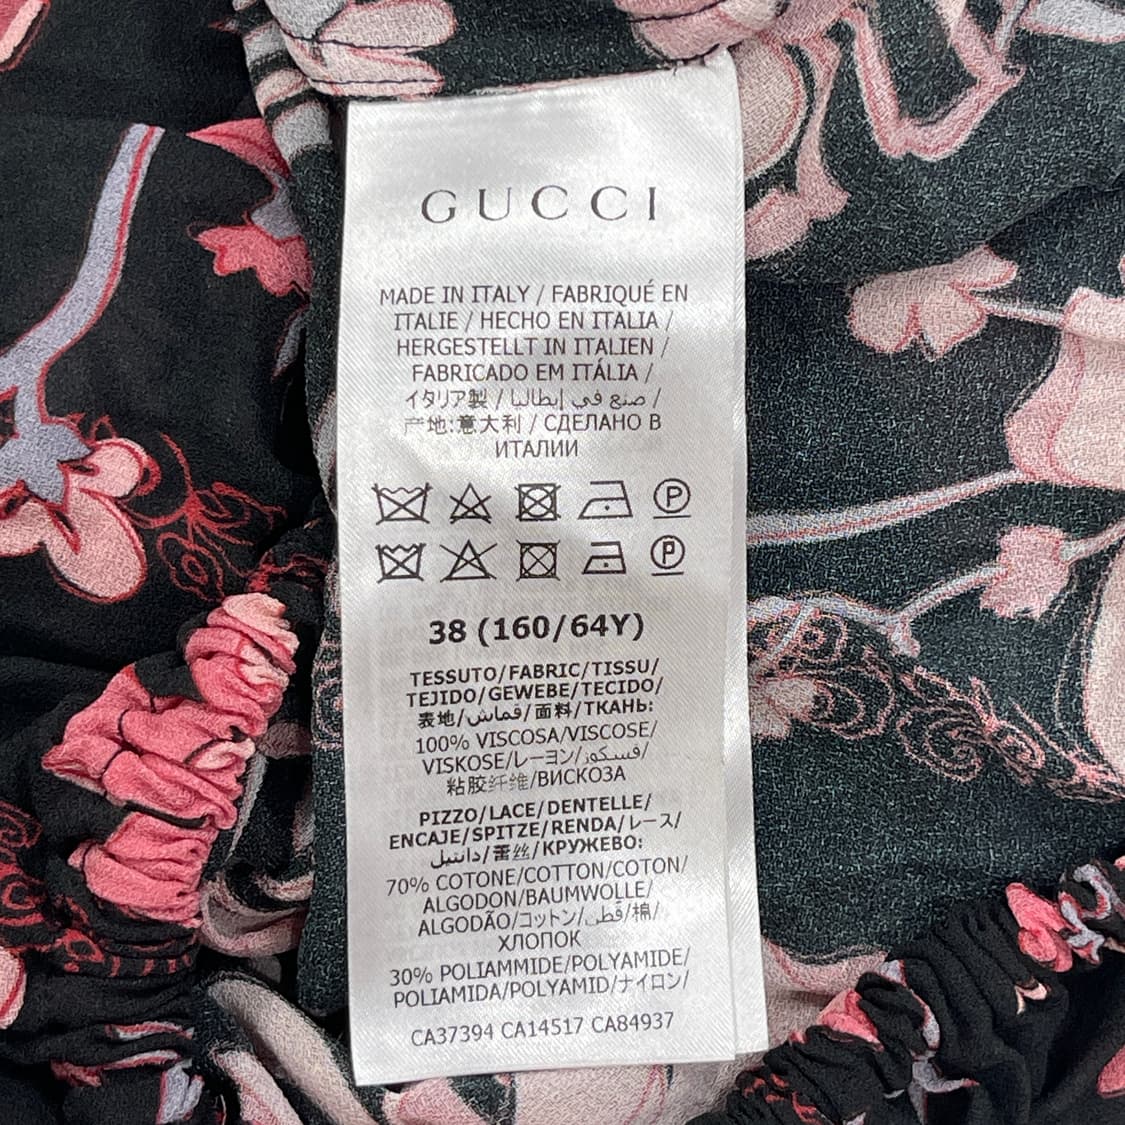 GUCCI
MADE IN ITALY / FABRIQUÉ EN
ITALIE / HECHO EN ITALIA /
HERGESTELLT IN ITALIEN /
FABRICADO EM ITÁLIA /
イタリア製 / صنع في إيطاليا /
产地:意大利 / СДЕЛАНО В
ИТАЛИИ
P
P
38 (160/64Y)
TESSUTO/FABRIC/TISSU/
TEJIDO/GEWEBE/TECIDO/
表地/قماش/面料/ТКАНЬ:
100% VISCOSA/VISCOSE/
VISKOSE/レーヨン/فسكوز/
粘胶纤维/ВИСКОЗА
PIZZO/LACE/DENTELLE/
ENCAJE/SPITZE/RENDA/レース/
دانتيل/蕾丝/КРУЖЕВО:
70% COTONE/COTTON/COTON/
ALGODON/BAUMWOLLE/
ALGODÃO/コットン/قطن/棉/
ХЛОПОК
30% POLIAMMIDE/POLYAMIDE/
POLIAMIDA/POLYAMID/ナイロン/
CA37394 CA14517 CA84937